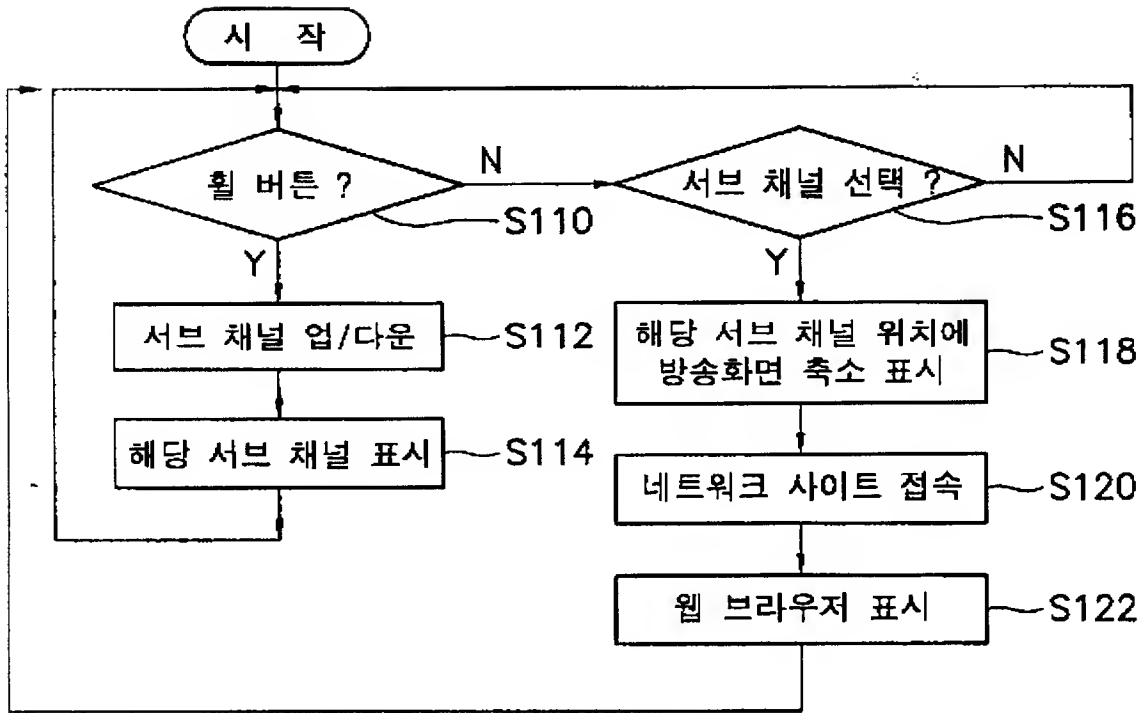 시 작
휠 버튼 ?
N
S110
Y
서브 채널 업/다운
S112
해당 서브 채널 표시
S114
서브 채널 선택 ?
N
S116
Y
해당 서브 채널 위치에
방송화면 축소 표시
S118
네트워크 사이트 접속
S120
웹 브라우저 표시
S122